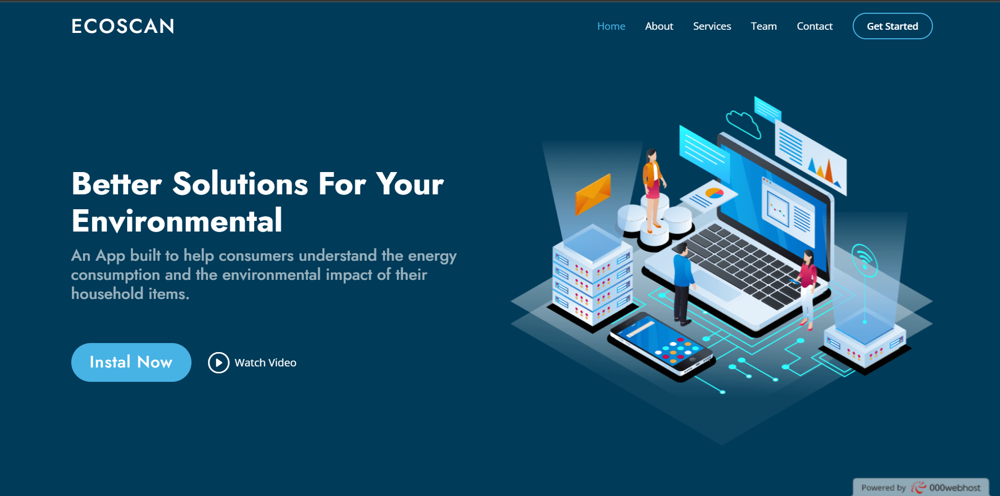 ECOSCAN
Home About Services Team Contact Get Started
Better Solutions For Your
Environmental
An App built to help consumers understand the energy
consumption and the environmental impact of their
household items.
Instal Now Watch Video
Powered by 000webhost